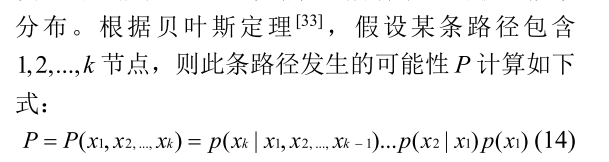 分布。根据贝叶斯定理[33]，假设某条路径包含
1,2,...,k 节点，则此条路径发生的可能性 P 计算如下
式：
P = P(x1, x2, ..., xk) = p(xk | x1, x2, ..., xk − 1)...p(x2 | x1)p(x1) (14)